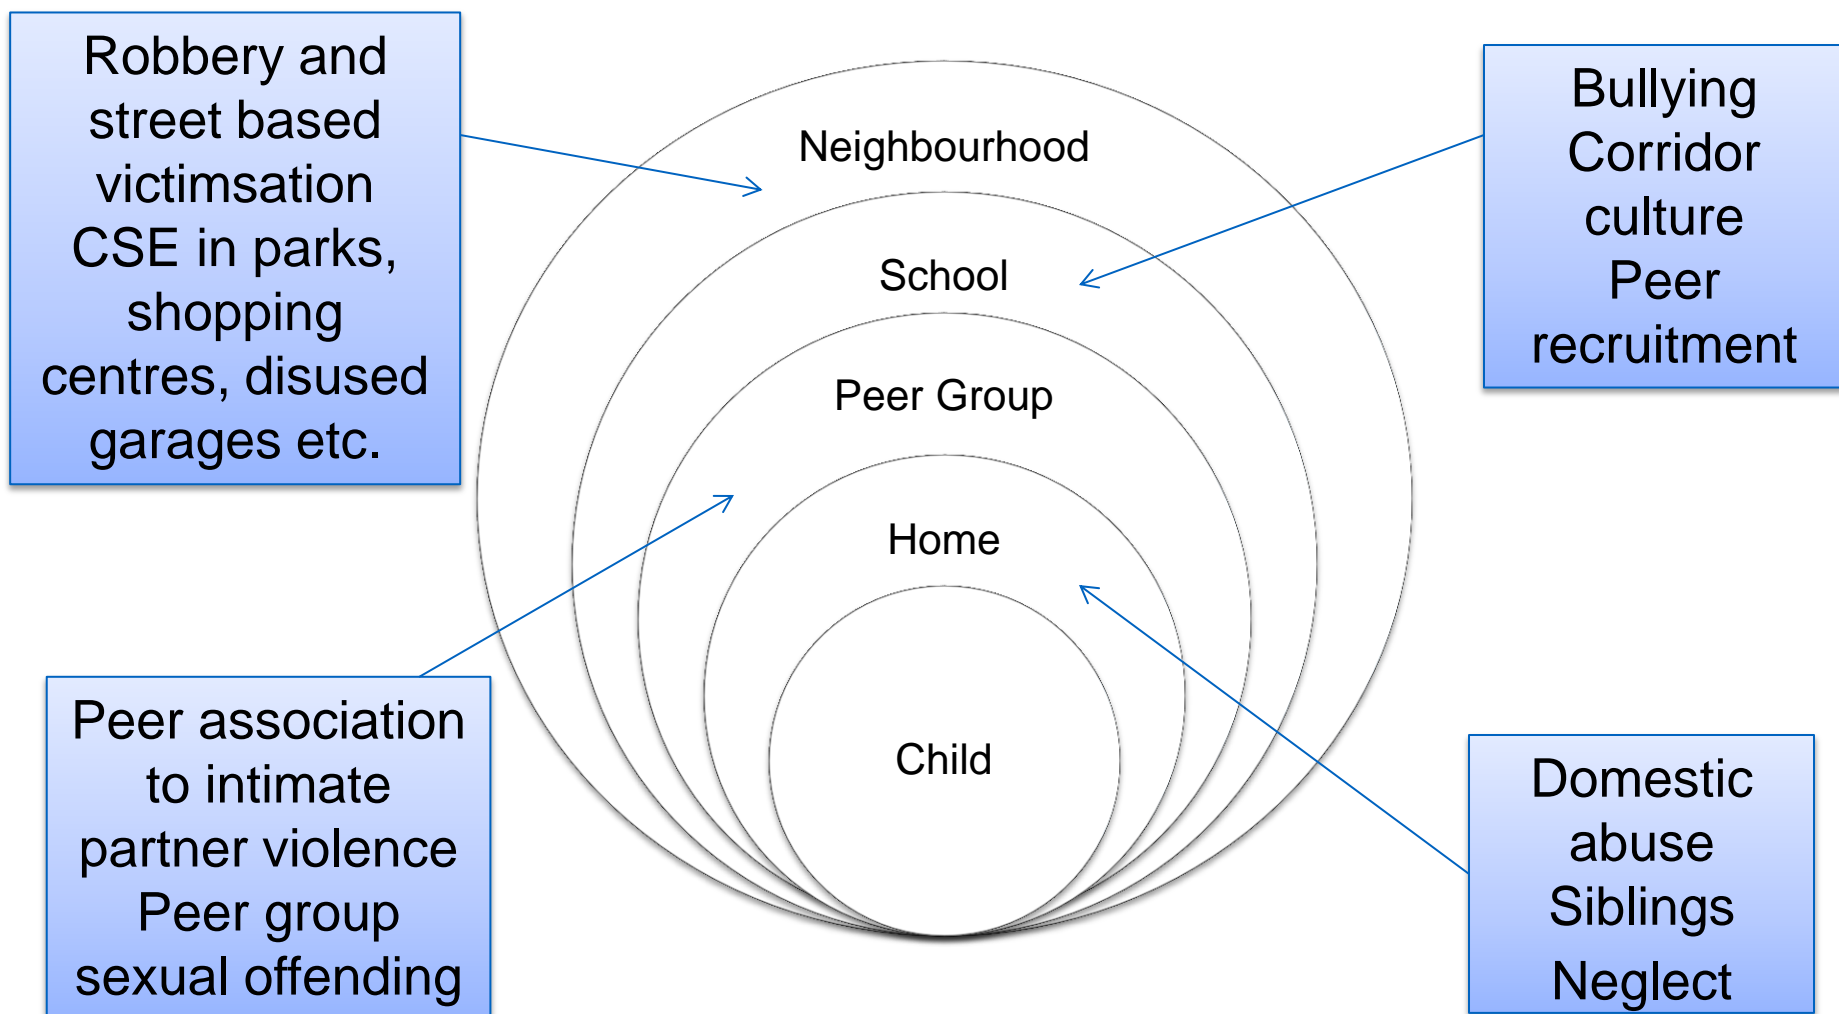 Robbery and
street based
victimsation
CSE in parks,
shopping
centres, disused
garages etc.
Neighbourhood
School
Peer Group
Home
Child
Bullying
Corridor
culture
Peer
recruitment
Peer association
to intimate
partner violence
Peer group
sexual offending
Domestic
abuse
Siblings
Neglect